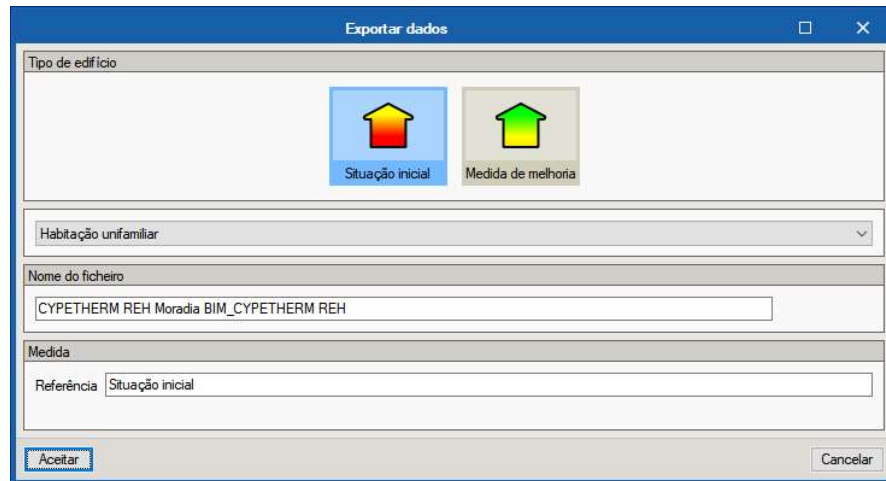 Exportar dados
Tipo de edifício
Situação inicial
Medida de melhoria
Habitação unifamiliar
Nome do ficheiro
CYPETHERM REH Moradia BIM_CYPETHERM REH
Medida
Referência Situação inicial
Aceitar Cancelar